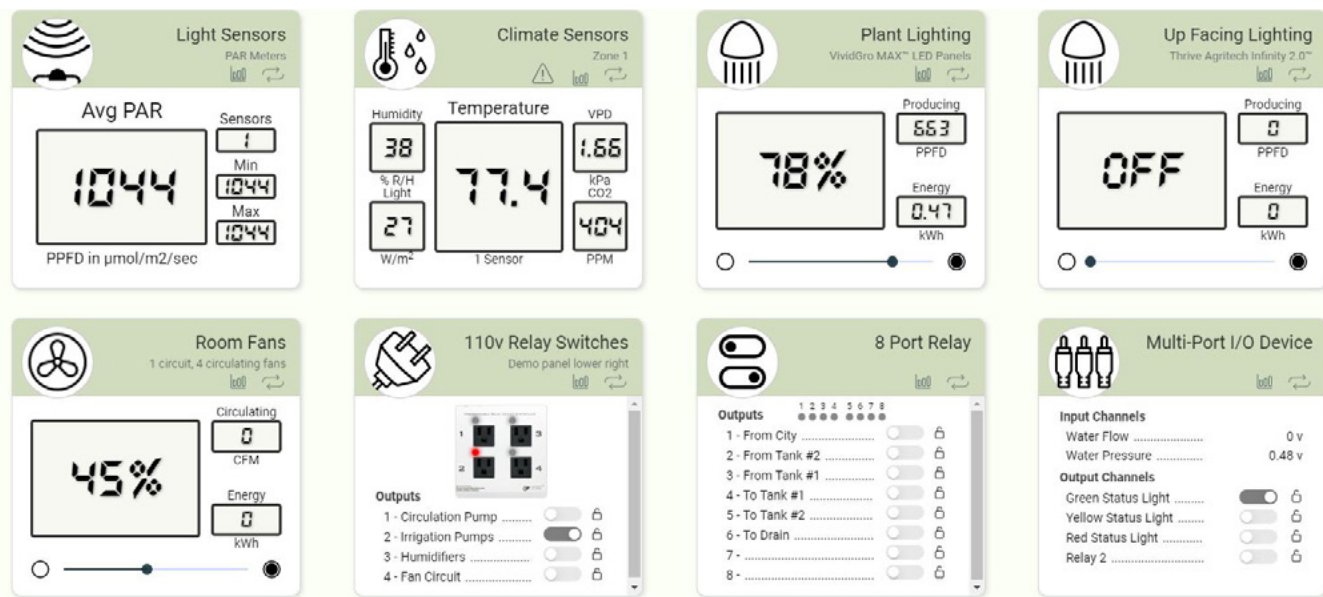 Light Sensors
PAR Meters
Avg PAR
Sensors
1
Min
1044
1044
Max
1044
PPFD in μmol/m2/sec
Climate Sensors
Zone 1
Humidity
Temperature
VPD
38
77.4
1.66
% R/H
kPa
Light
CO2
27
404
W/m²
1 Sensor
PPM
Plant Lighting
VividGro MAX™ LED Panels
Producing
663
PPFD
78%
Energy
0.47
kWh
Up Facing Lighting
Thrive Agritech Infinity 2.0™
Producing
0
PPFD
OFF
Energy
0
kWh
Room Fans
1 circuit, 4 circulating fans
Circulating
0
CFM
45%
Energy
0
kWh
110v Relay Switches
Demo panel lower right
1 3
2 4
Outputs
1 - Circulation Pump ........
2 - Irrigation Pumps ........
3 - Humidifiers ..................
4 - Fan Circuit ...................
8 Port Relay
1 2 3 4 5 6 7 8
Outputs
1 - From City ...................
2 - From Tank #2 .............
3 - From Tank #1 .............
4 - To Tank #1 ..................
5 - To Tank #2 ..................
6 - To Drain ......................
7 - ................................
8 - ................................
Multi-Port I/O Device
Input Channels
Water Flow .................... 0 v
Water Pressure .............. 0.48 v
Output Channels
Green Status Light ........
Yellow Status Light .......
Red Status Light ...........
Relay 2 ..........................